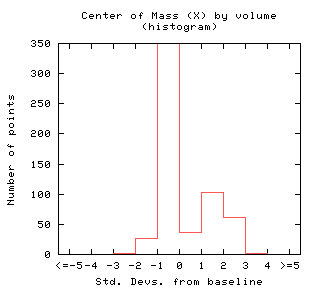 Center of Mass (X) by volume
(histogram)
350
300
250
200
150
100
50
0
Number of points
<=-5 -4 -3 -2 -1 0 1 2 3 4 >=5
Std. Devs. from baseline